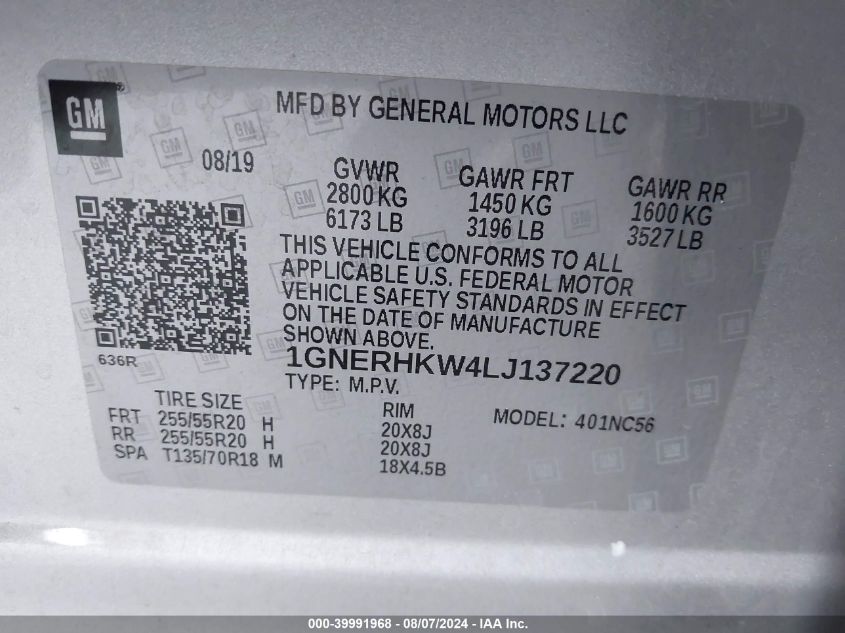 GM
MFD BY GENERAL MOTORS LLC
08/19
GVWR GAWR FRT GAWR RR
2800 KG 1450 KG 1600 KG
6173 LB 3196 LB 3527 LB
THIS VEHICLE CONFORMS TO ALL
APPLICABLE U.S. FEDERAL MOTOR
VEHICLE SAFETY STANDARDS IN EFFECT
ON THE DATE OF MANUFACTURE
SHOWN ABOVE.
636R
1GNERHKW4LJ137220
TYPE: M.P.V.
TIRE SIZE RIM MODEL: 401NC56
FRT 255/55R20 H 20X8J
RR 255/55R20 H 20X8J
SPA T135/70R18 M 18X4.5B
000-39991968 - 08/07/2024 - IAA Inc.